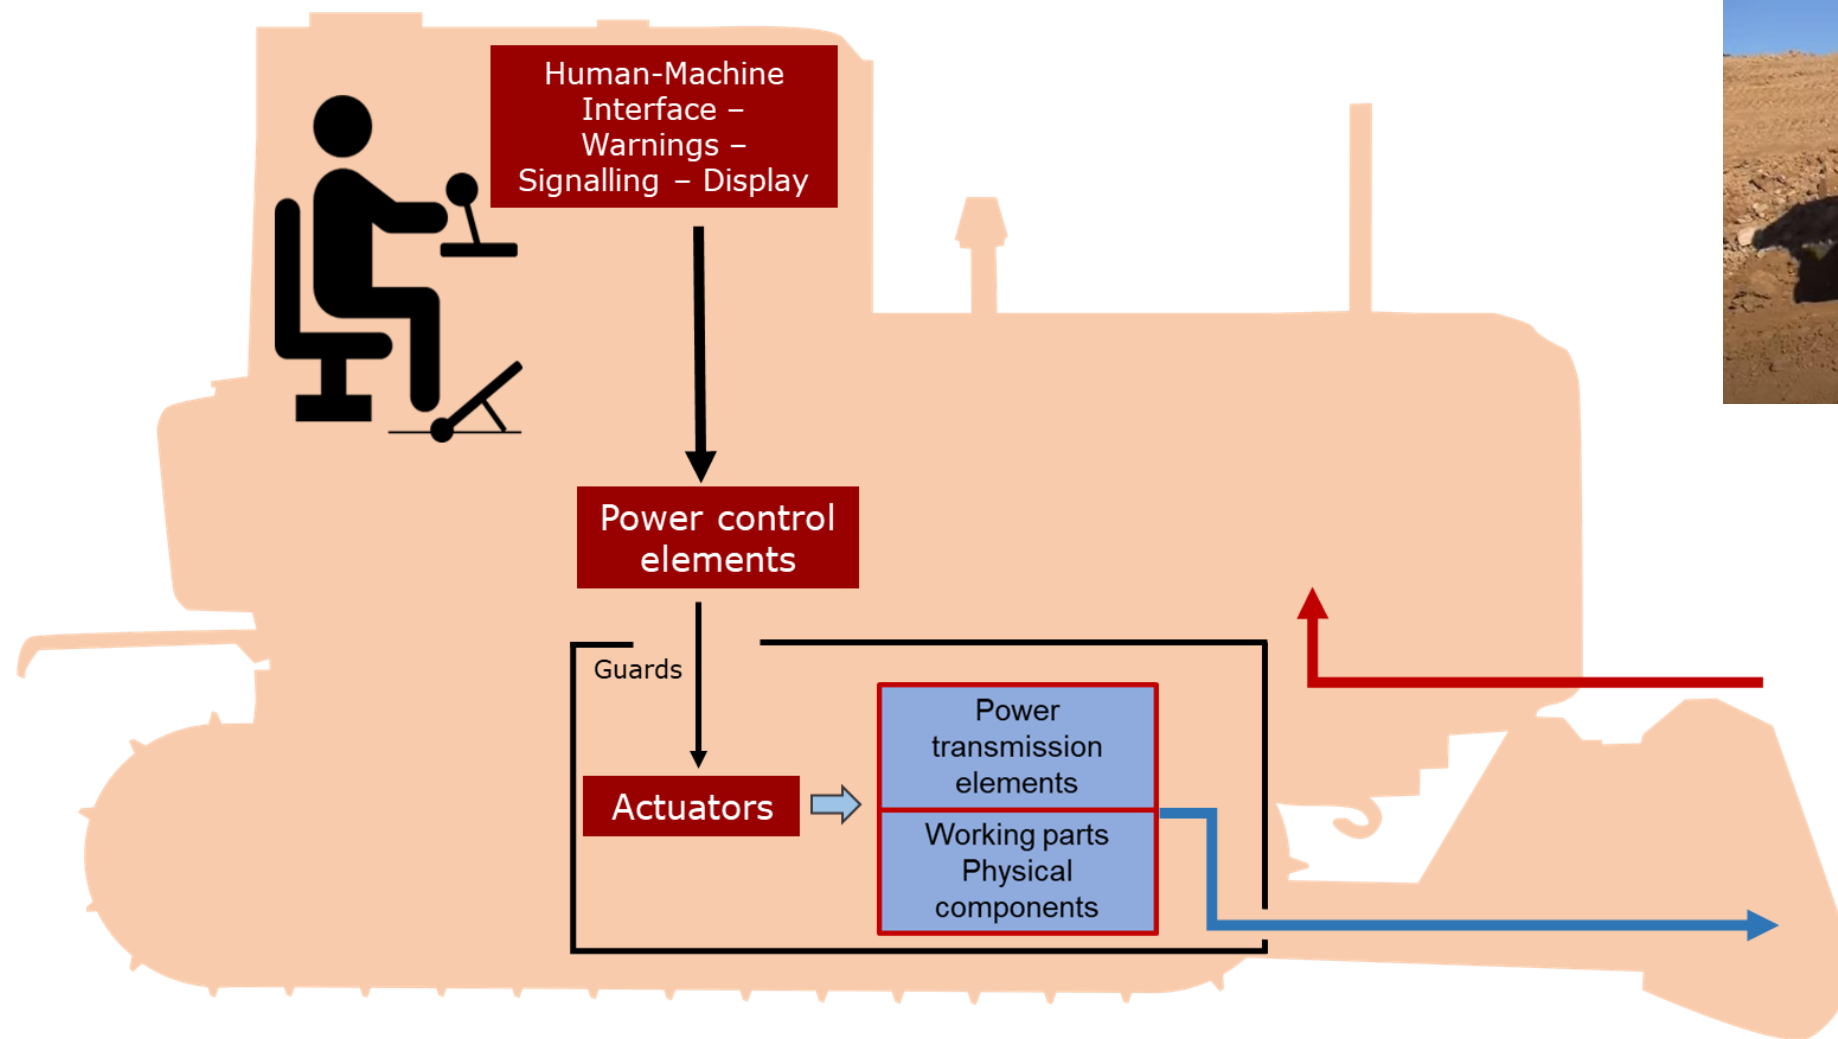 Human-Machine
Interface –
Warnings –
Signalling – Display
Power control
elements
Guards
Power
transmission
elements
Actuators
Working parts
Physical
components